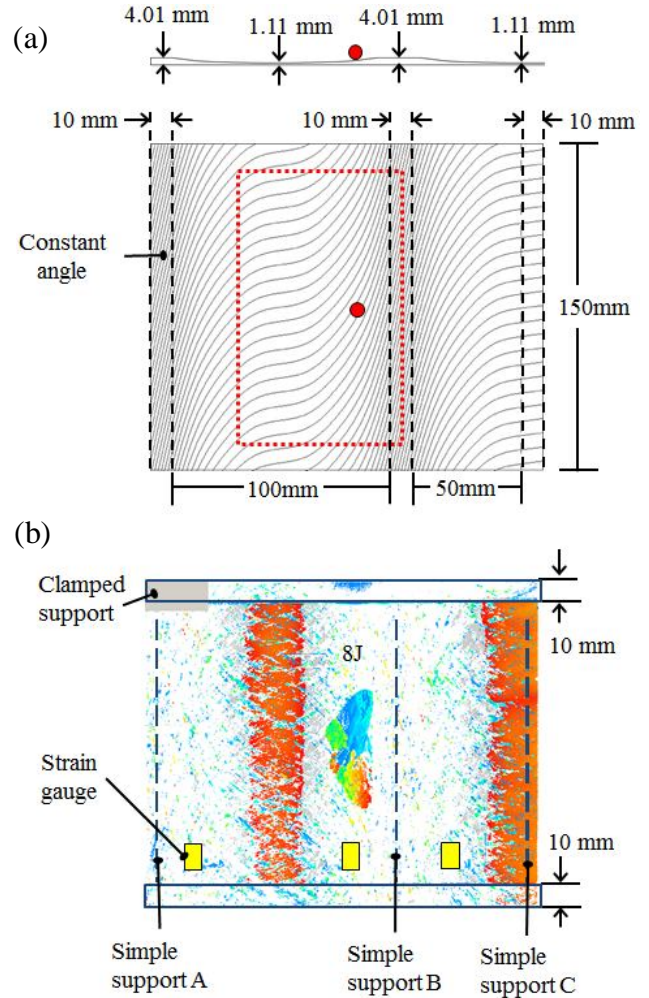 (a)
4.01 mm
1.11 mm
4.01 mm
1.11 mm
10 mm
10 mm
10 mm
Constant
angle
150mm
100mm
50mm
(b)
Clamped
support
8J
10 mm
Strain
gauge
10 mm
Simple
support A
Simple
support B
Simple
support C